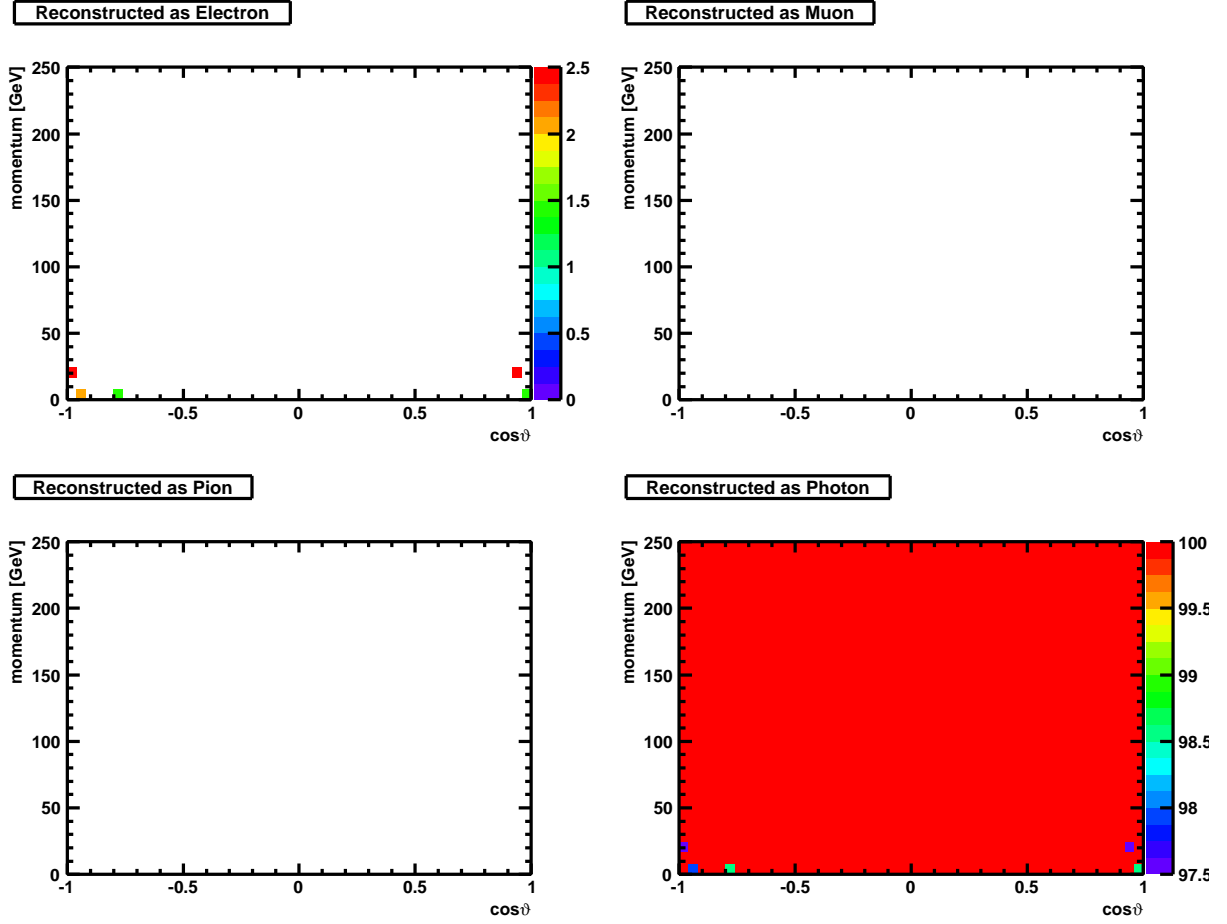 Reconstructed as Electron
momentum [GeV]
250
200
150
100
50
0
-1 -0.5 0 0.5 1
cosϑ
2.5
2
1.5
1
0.5
0
Reconstructed as Muon
momentum [GeV]
250
200
150
100
50
0
-1 -0.5 0 0.5 1
cosϑ
Reconstructed as Pion
momentum [GeV]
250
200
150
100
50
0
-1 -0.5 0 0.5 1
cosϑ
Reconstructed as Photon
momentum [GeV]
250
200
150
100
50
0
-1 -0.5 0 0.5 1
cosϑ
100
99.5
99
98.5
98
97.5